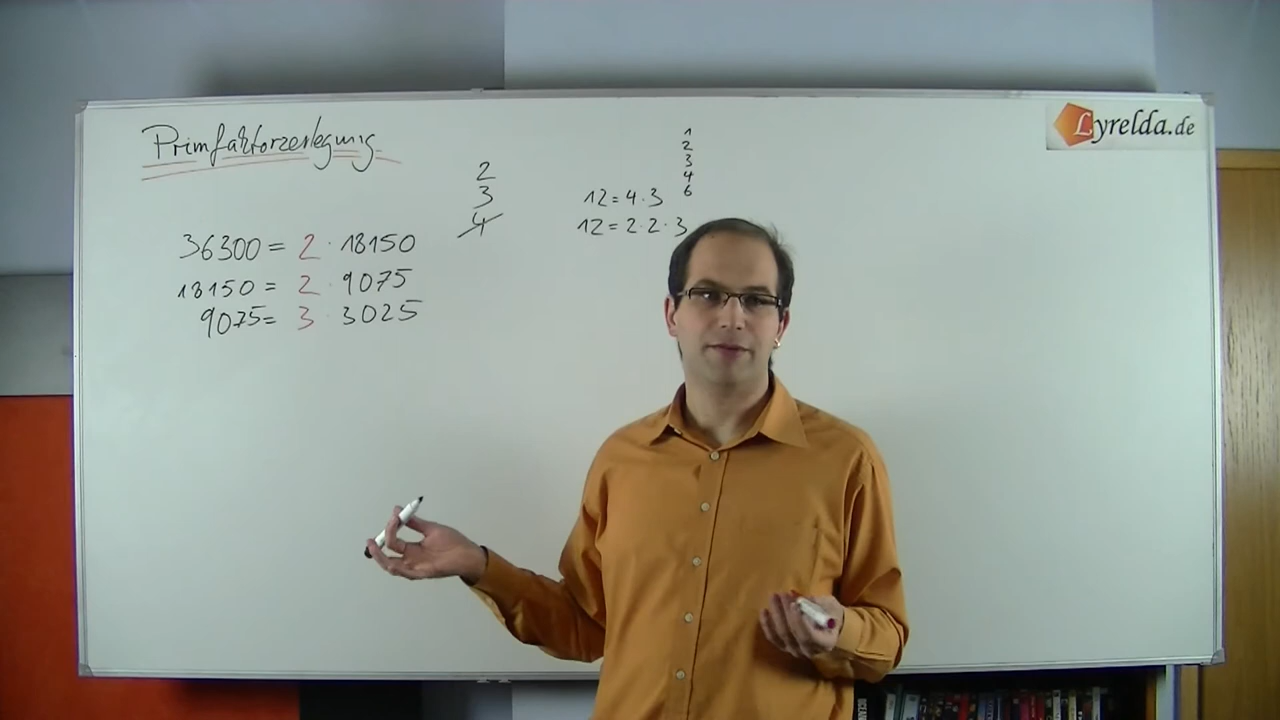 Primfaktorzerlegung
36300 = 2 · 18150
18150 = 2 · 9075
9075 = 3 · 3025
2
3
4
1
2
3
4
6
12 = 4 · 3
12 = 2 · 2 · 3
Lyrelda.de